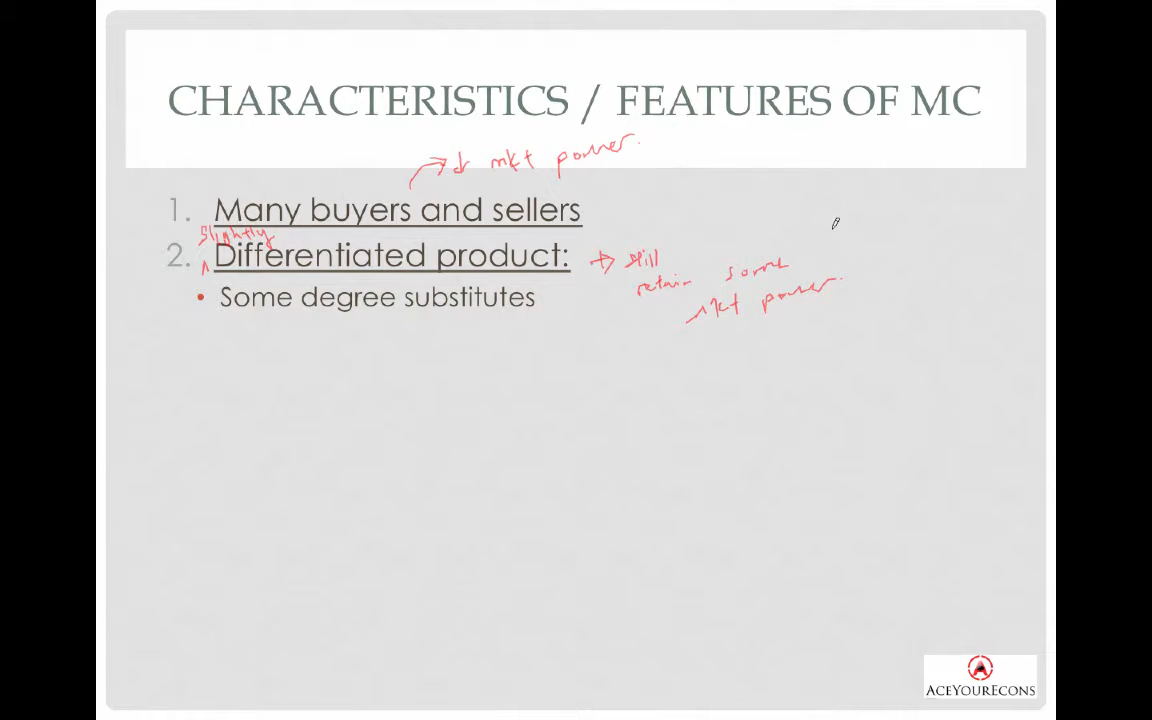 CHARACTERISTICS / FEATURES OF MC
→ ↓ mkt power.
1. Many buyers and sellers
slightly
2. Differentiated product: → still
retain some
mkt power.
• Some degree substitutes
ACEYOURECONS